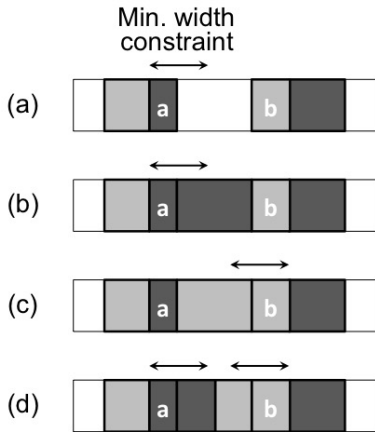 Min. width
constraint
(a) a b
(b) a b
(c) a b
(d) a b